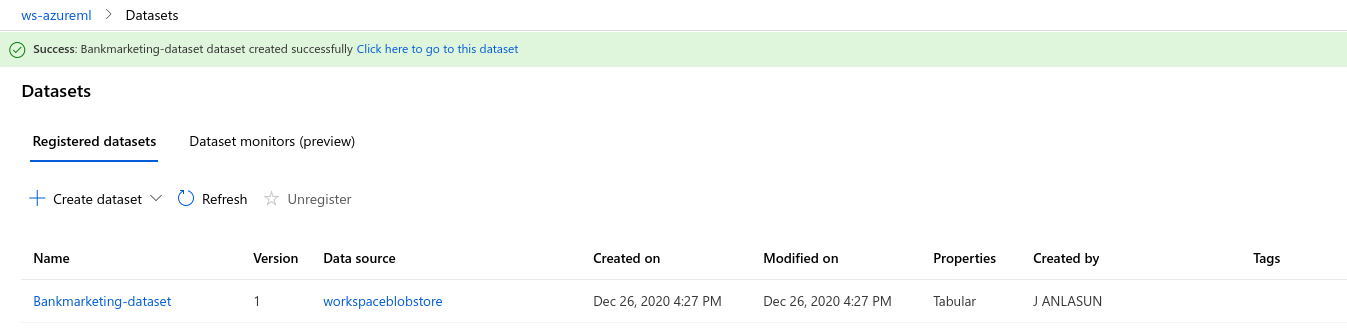 ws-azureml > Datasets
Success: Bankmarketing-dataset dataset created successfully Click here to go to this dataset
Datasets
Registered datasets Dataset monitors (preview)
Create dataset Refresh Unregister
Name Version Data source Created on Modified on Properties Created by Tags
Bankmarketing-dataset 1 workspaceblobstore Dec 26, 2020 4:27 PM Dec 26, 2020 4:27 PM Tabular J ANLASUN